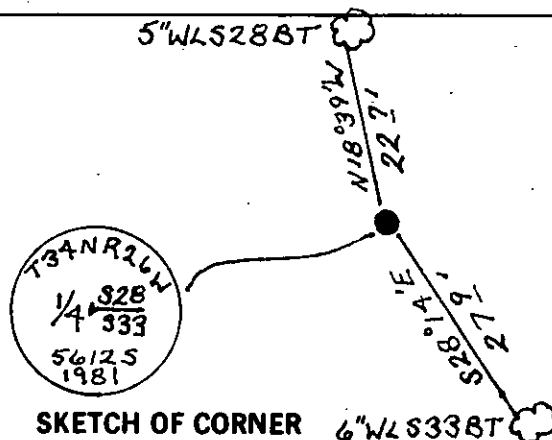 5"WLS28BT
N18°39'W
22 7'
T34NR26W
1/4 S28
S33
5612S
1981
S28°14'E
27 9'
SKETCH OF CORNER
6"WLS33BT